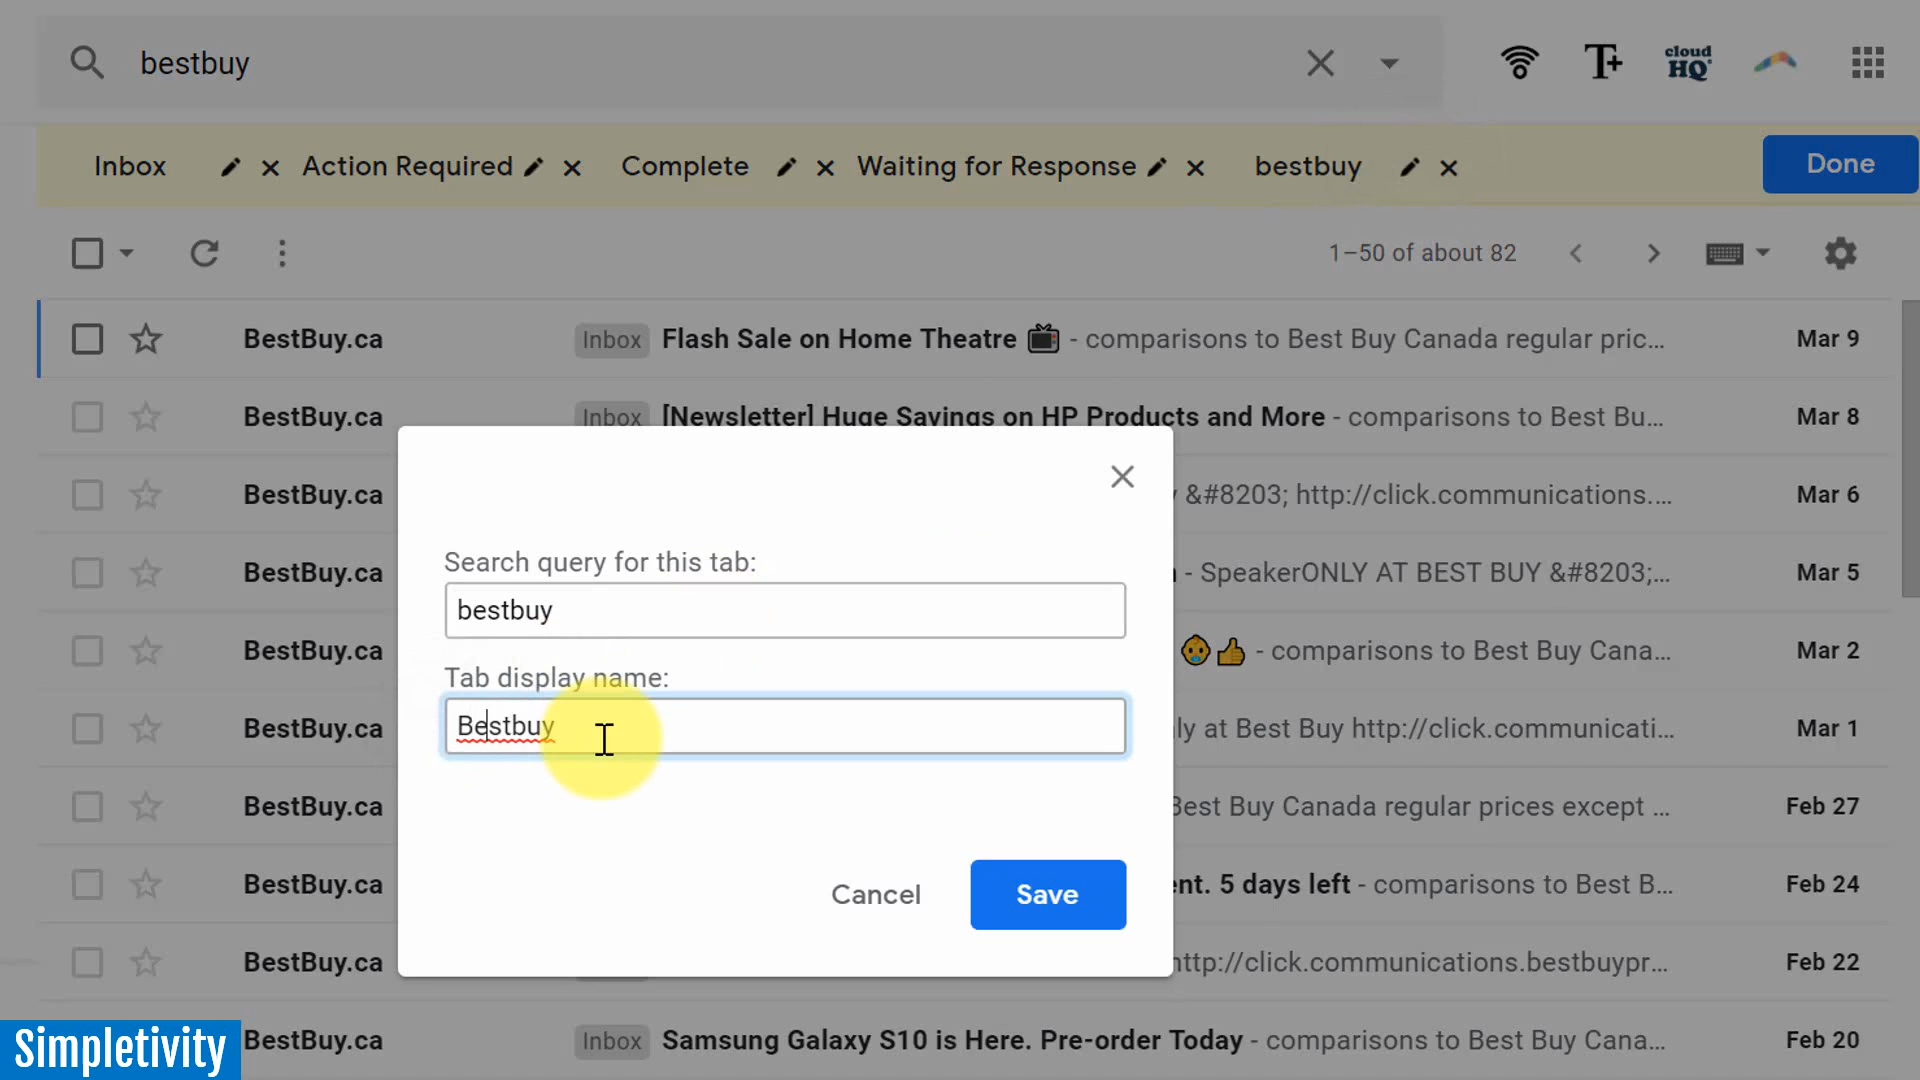 bestbuy
cloud HQ
Inbox Action Required Complete Waiting for Response bestbuy Done
1–50 of about 82
BestBuy.ca Inbox Flash Sale on Home Theatre - comparisons to Best Buy Canada regular pric... Mar 9
BestBuy.ca Inbox [Newsletter] Huge Savings on HP Products and More - comparisons to Best Bu... Mar 8
BestBuy.ca &#8203; http://click.communications.... Mar 6
BestBuy.ca - SpeakerONLY AT BEST BUY &#8203;... Mar 5
Search query for this tab:
bestbuy
BestBuy.ca - comparisons to Best Buy Cana... Mar 2
Tab display name:
Bestbuy
BestBuy.ca at Best Buy http://click.communicati... Mar 1
BestBuy.ca Best Buy Canada regular prices except ... Feb 27
BestBuy.ca 5 days left - comparisons to Best B... Feb 24
Cancel Save
BestBuy.ca http://click.communications.bestbuypr... Feb 22
BestBuy.ca Inbox Samsung Galaxy S10 is Here. Pre-order Today - comparisons to Best Buy Cana... Feb 20
Simpletivity